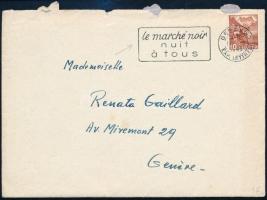 le marché noir
nuit
à tous
Mademoiselle
Renata Gaillard
Av. Miremont 29
Genève.